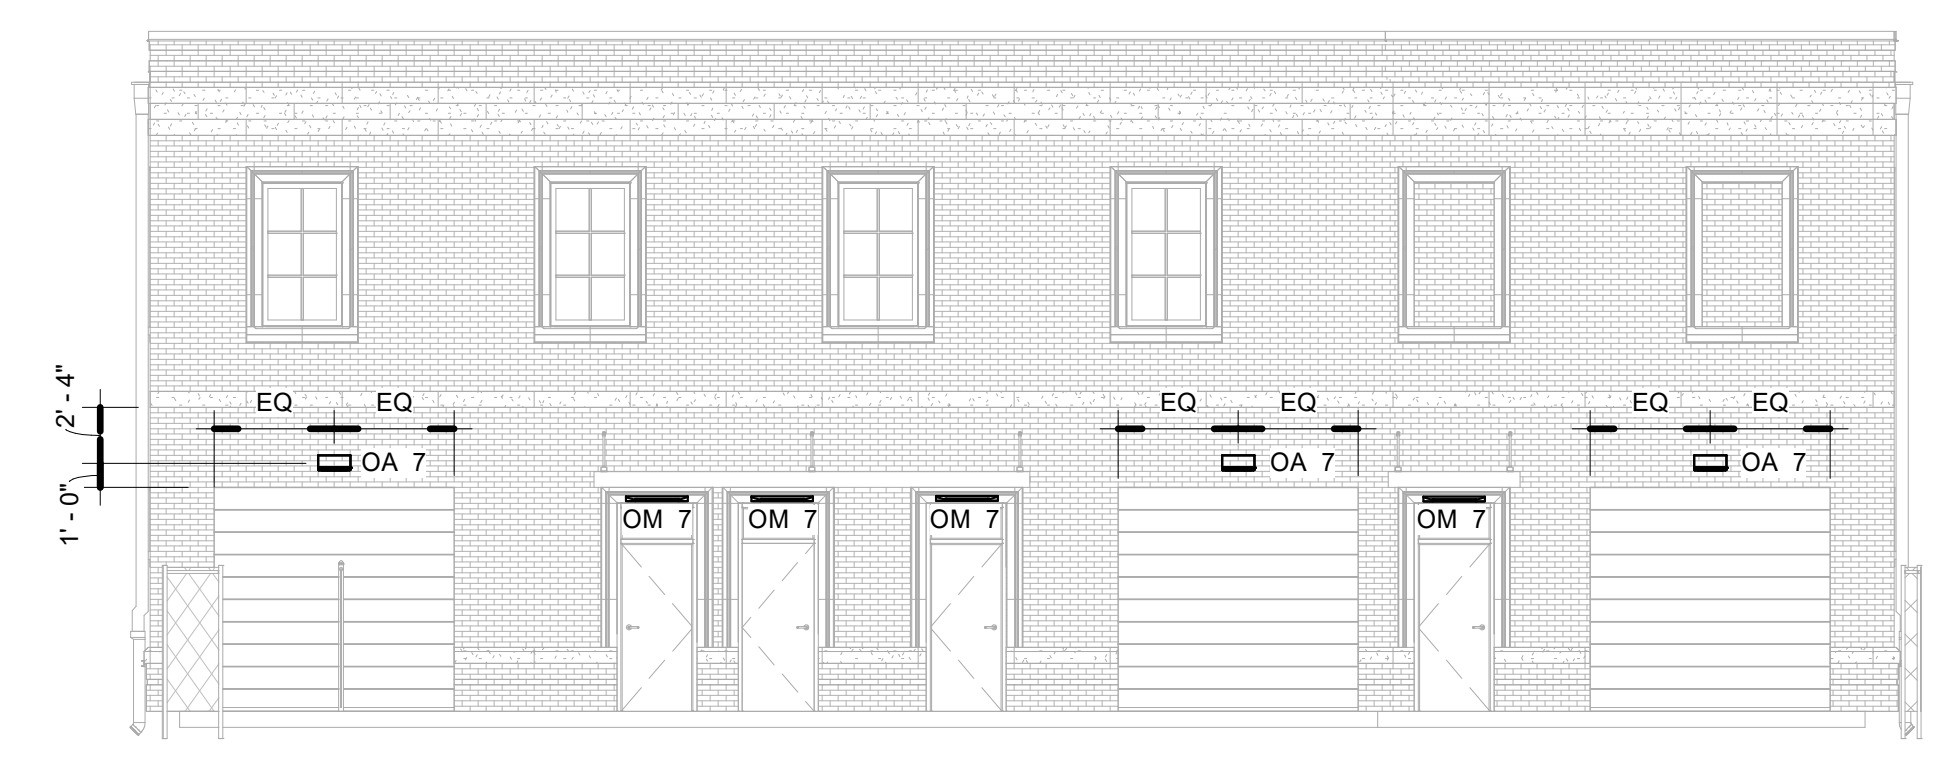 2' - 4"
EQ EQ EQ EQ EQ EQ
OA 7 OA 7 OA 7
1' - 0"
OM 7 OM 7 OM 7 OM 7